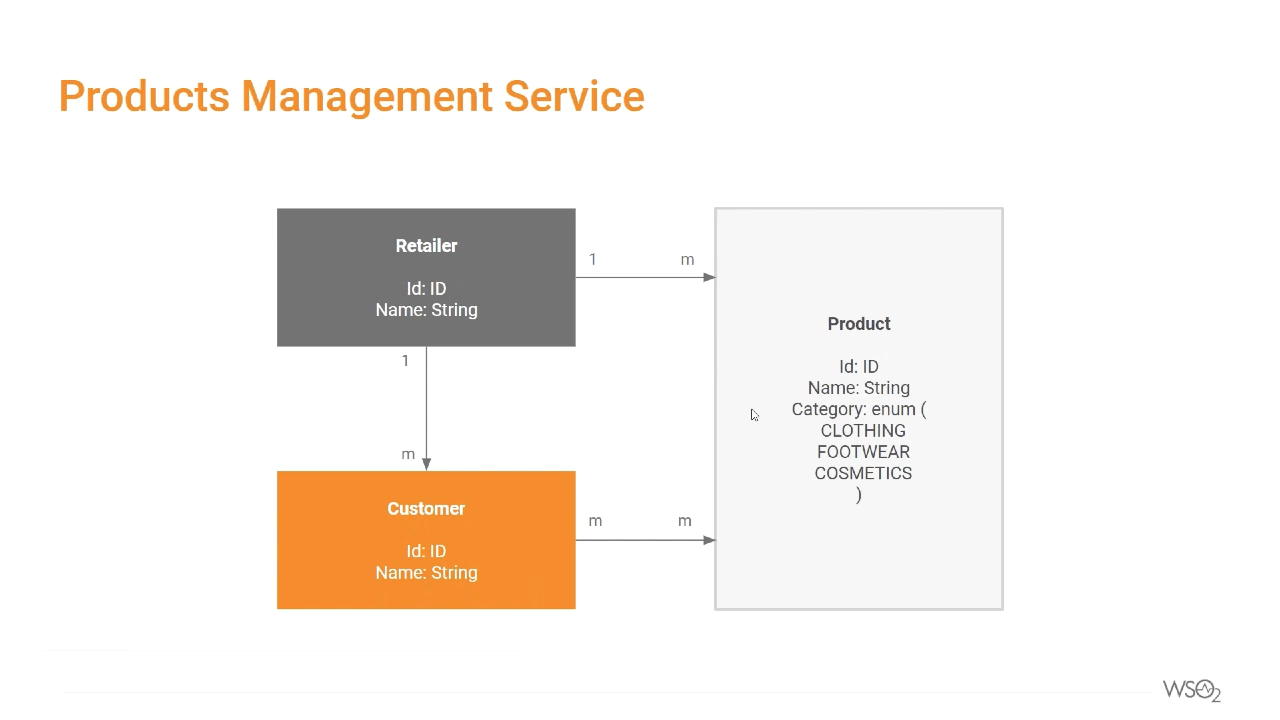 Products Management Service
Retailer
Id: ID
Name: String
1 m
1
m
Customer
Id: ID
Name: String
m m
Product
Id: ID
Name: String
Category: enum (
CLOTHING
FOOTWEAR
COSMETICS
)
WSO2